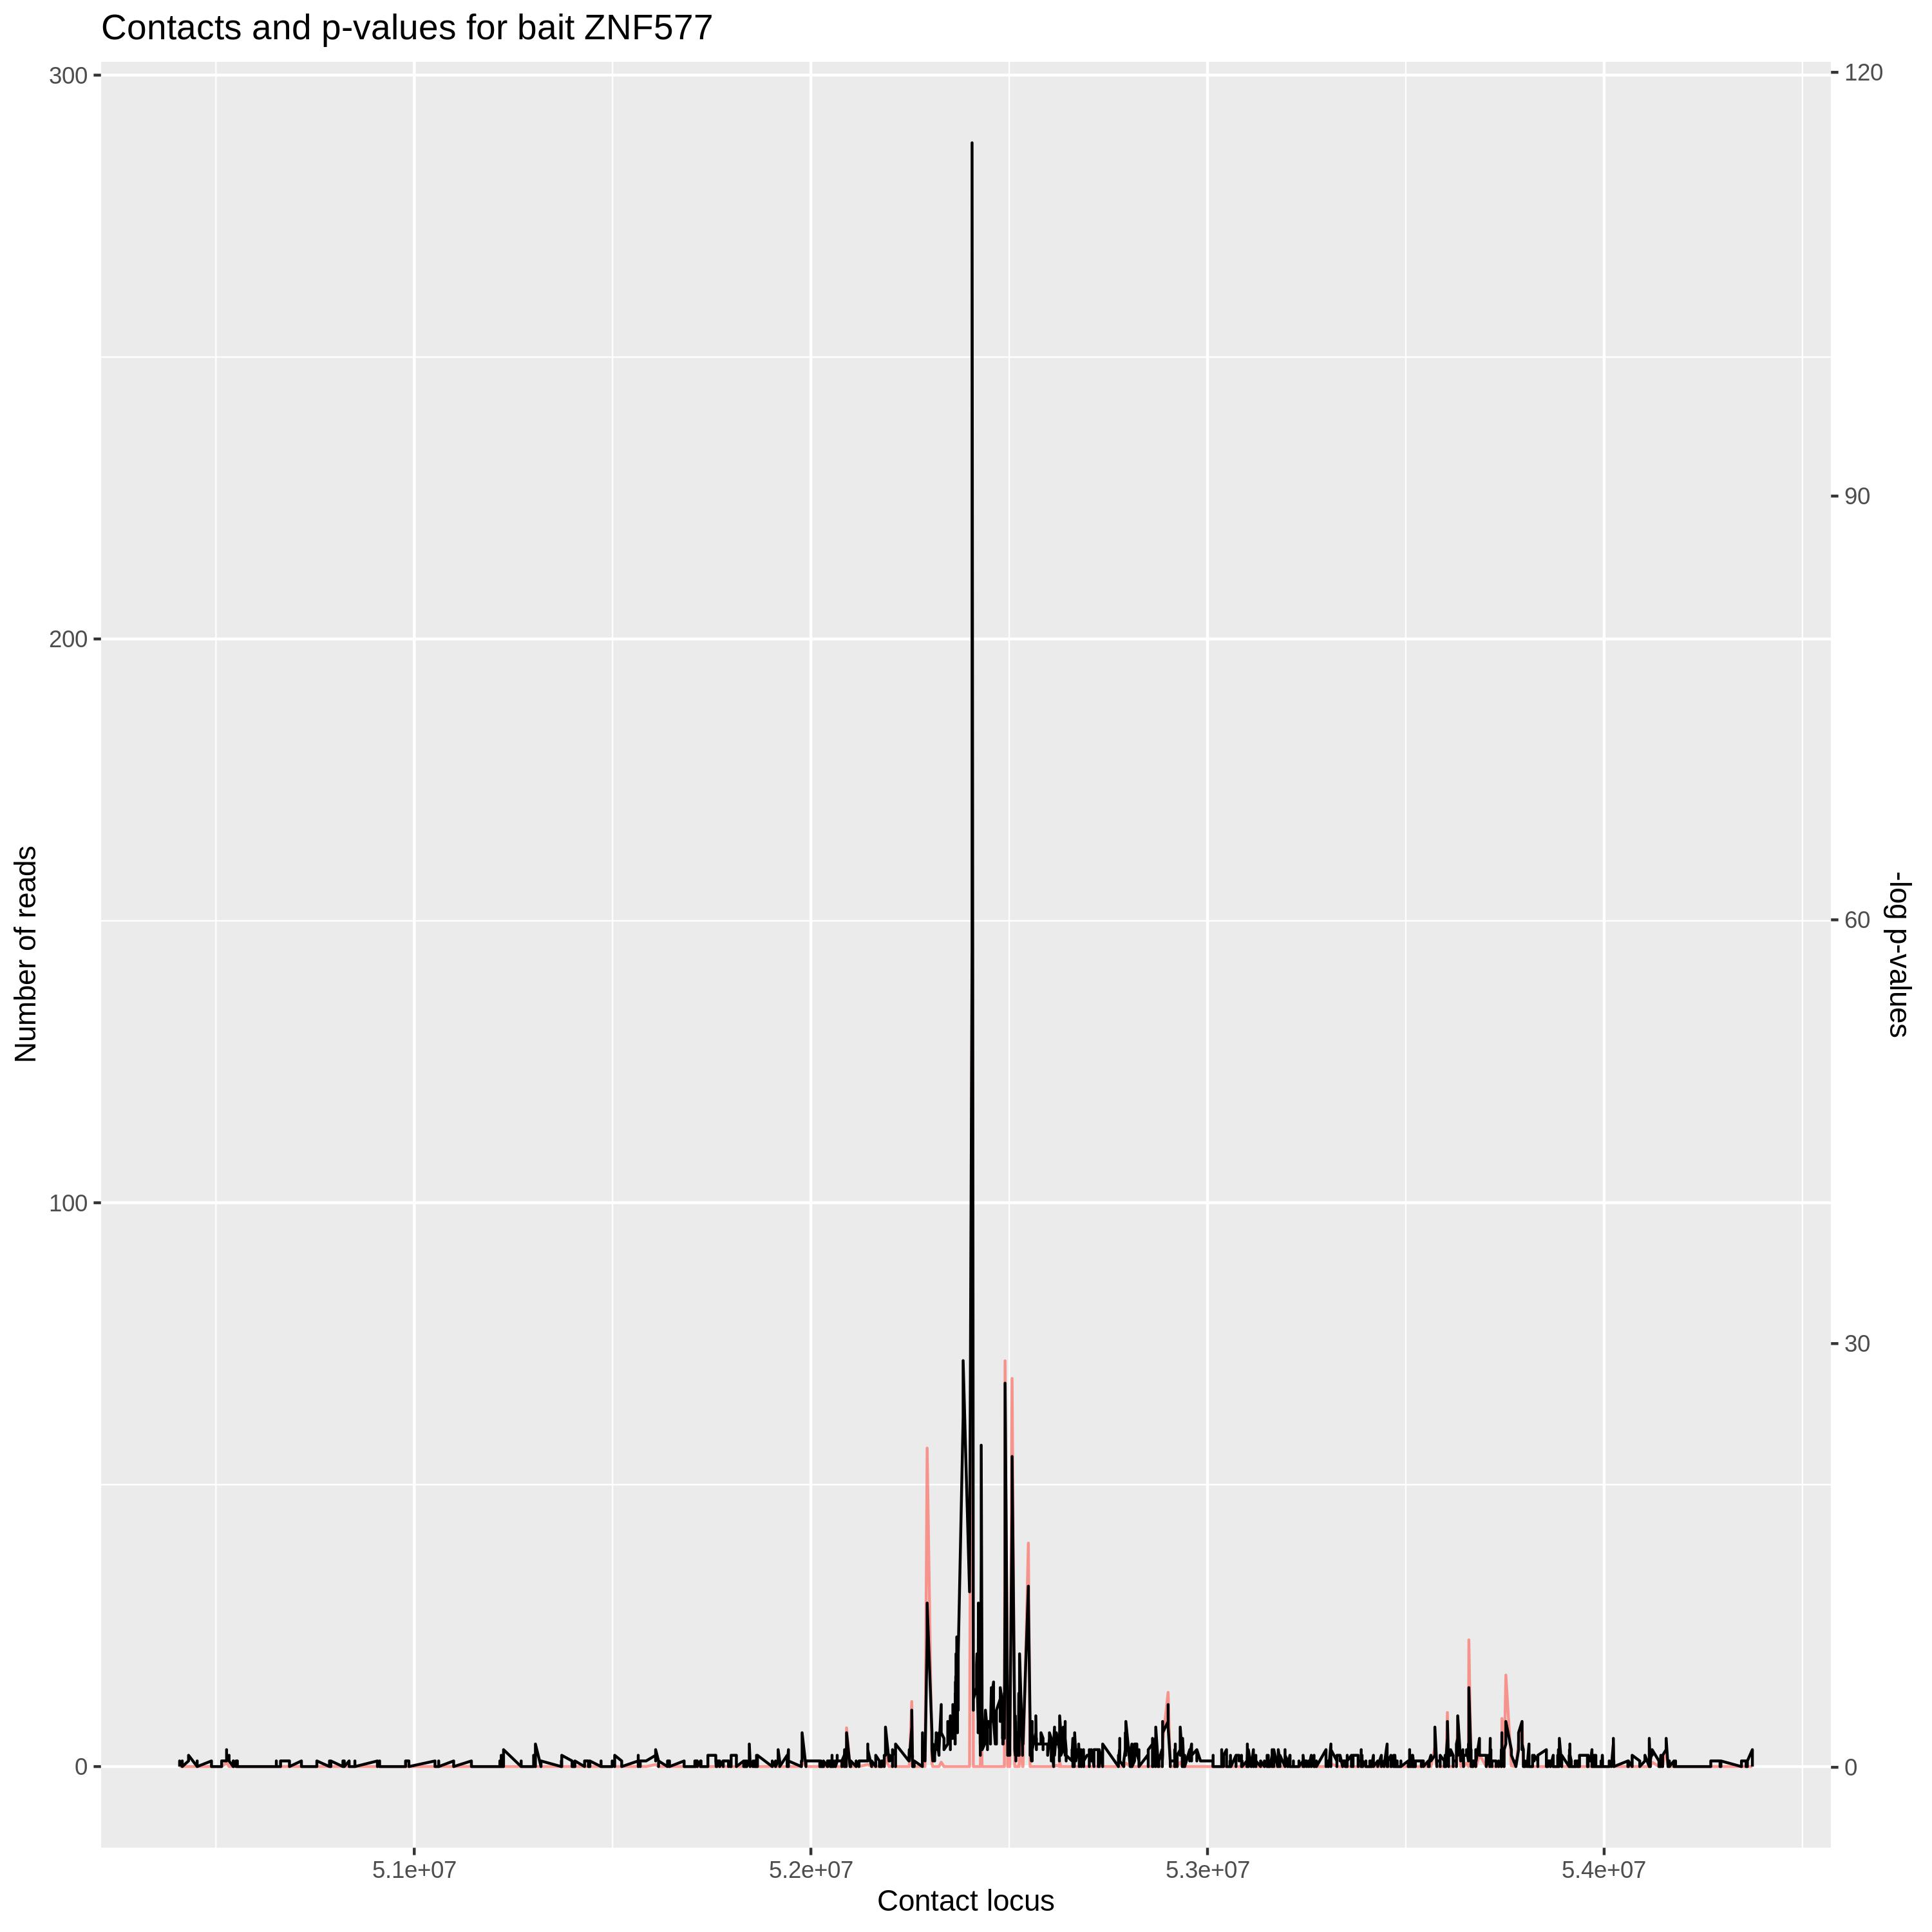 Contacts and p-values for bait ZNF577
300
200
100
0
120
90
60
30
0
Number of reads
-log p-values
5.1e+07 5.2e+07 5.3e+07 5.4e+07
Contact locus